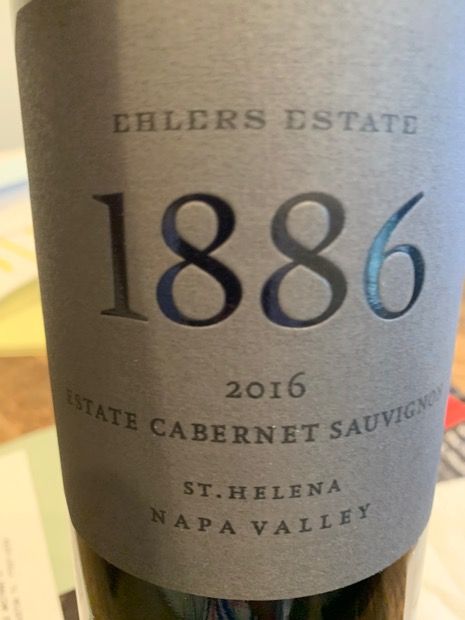 EHLERS ESTATE
1886
2016
ESTATE CABERNET SAUVIGNON
ST. HELENA
NAPA VALLEY